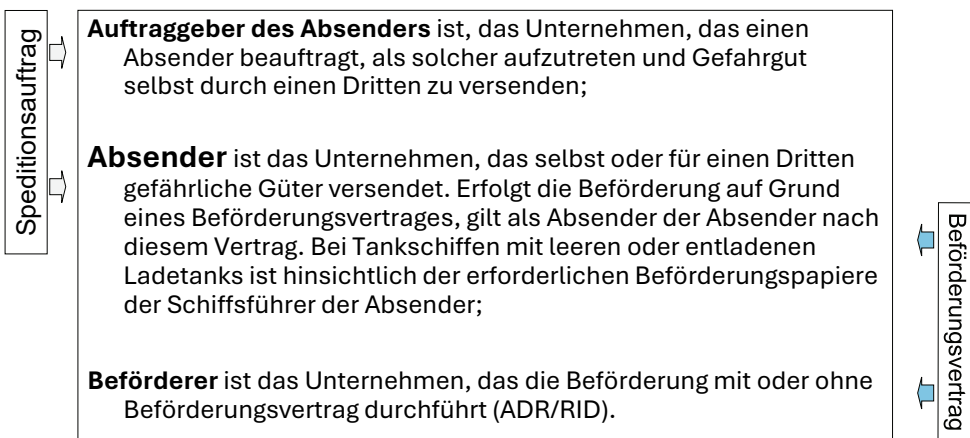 Speditionsauftrag
Auftraggeber des Absenders ist, das Unternehmen, das einen
Absender beauftragt, als solcher aufzutreten und Gefahrgut
selbst durch einen Dritten zu versenden;
Absender ist das Unternehmen, das selbst oder für einen Dritten
gefährliche Güter versendet. Erfolgt die Beförderung auf Grund
eines Beförderungsvertrages, gilt als Absender der Absender nach
diesem Vertrag. Bei Tankschiffen mit leeren oder entladenen
Ladetanks ist hinsichtlich der erforderlichen Beförderungspapiere
der Schiffsführer der Absender;
Beförderer ist das Unternehmen, das die Beförderung mit oder ohne
Beförderungsvertrag durchführt (ADR/RID).
Beförderungsvertrag